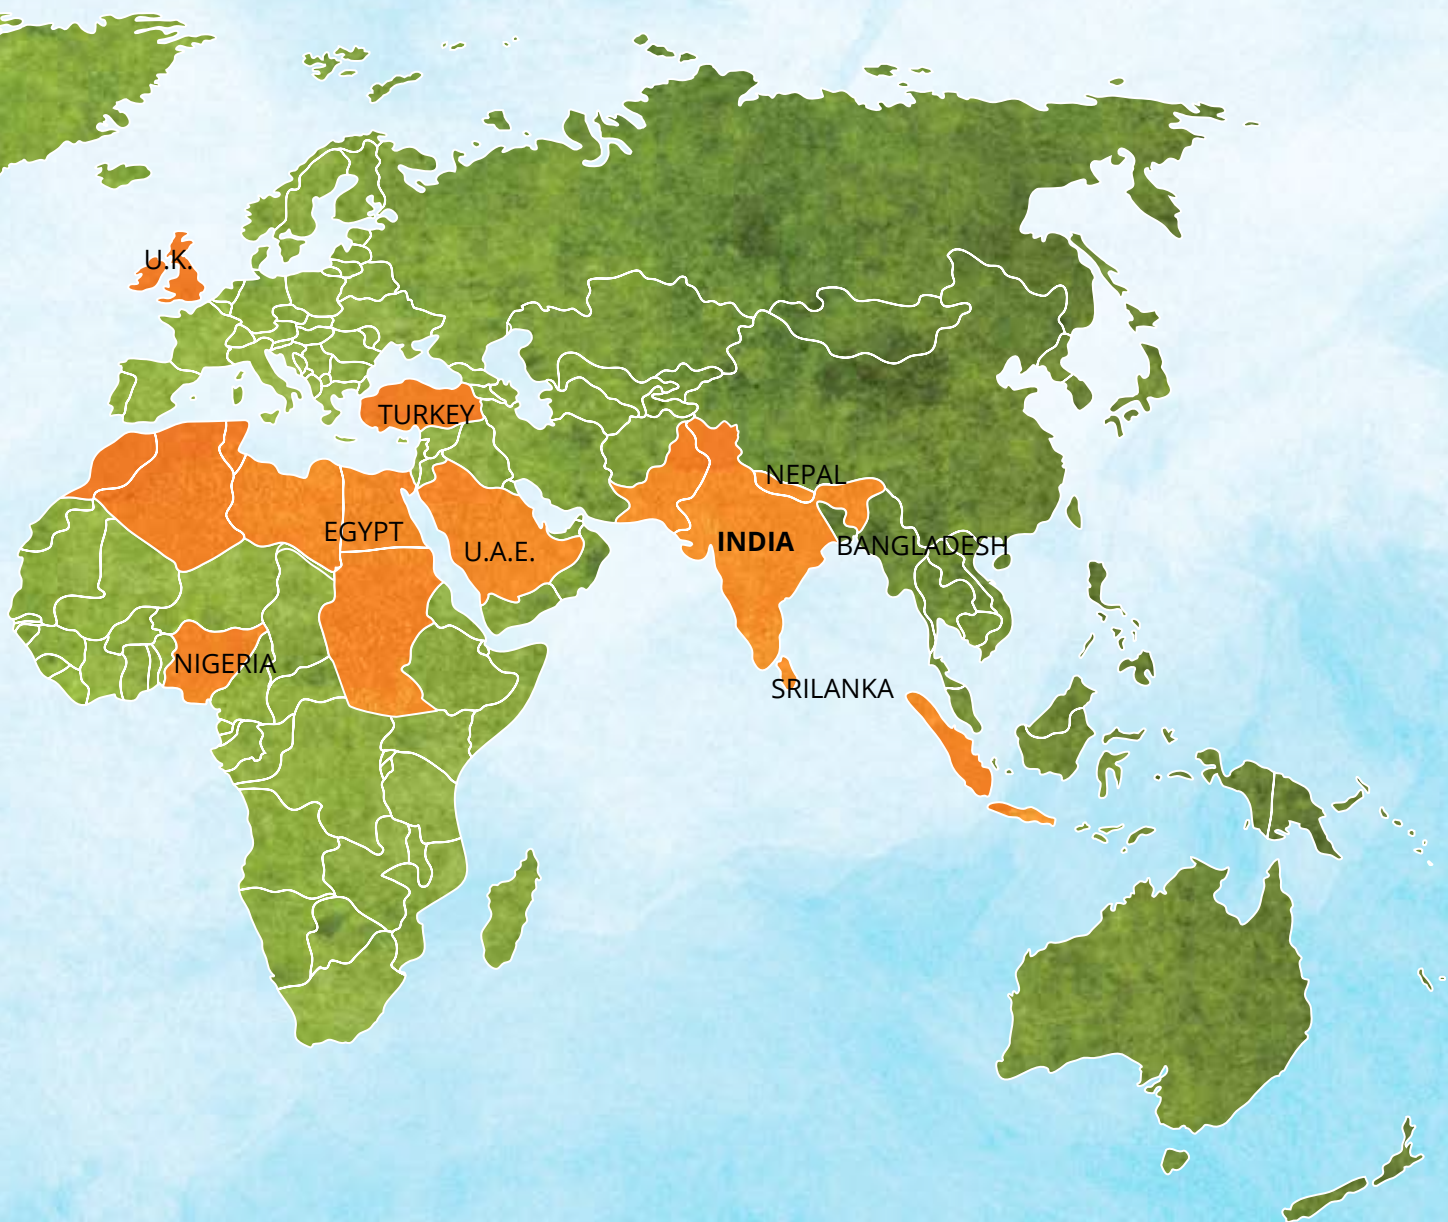 U.K.
TURKEY
NEPAL
EGYPT
U.A.E.
INDIA
BANGLADESH
NIGERIA
SRILANKA